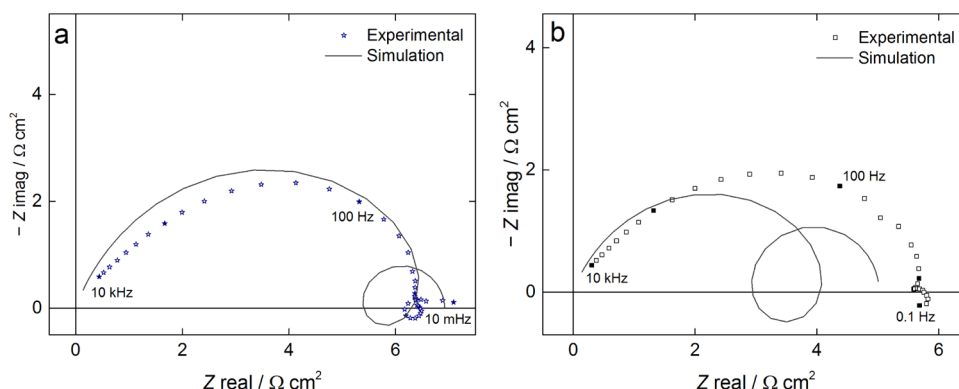 a
Experimental
Simulation
4
2
0
100 Hz
10 kHz
10 mHz
0 2 4 6
− Z imag / Ω cm²
Z real / Ω cm²
b
Experimental
Simulation
4
2
0
100 Hz
10 kHz
0.1 Hz
0 2 4 6
− Z imag / Ω cm²
Z real / Ω cm²